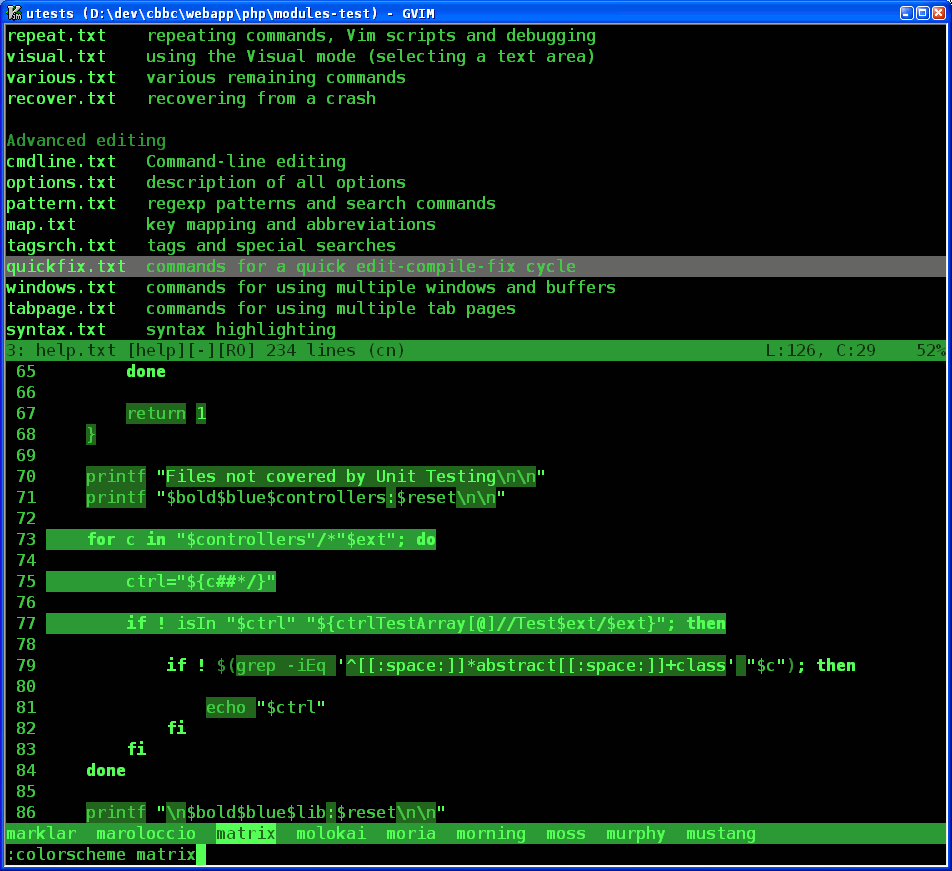 utests (D:\dev\cbbc\webapp\php\modules-test) - GVIM
repeat.txt    repeating commands, Vim scripts and debugging
visual.txt    using the Visual mode (selecting a text area)
various.txt   various remaining commands
recover.txt   recovering from a crash
Advanced editing
cmdline.txt   Command-line editing
options.txt   description of all options
pattern.txt   regexp patterns and search commands
map.txt       key mapping and abbreviations
tagsrch.txt   tags and special searches
quickfix.txt  commands for a quick edit-compile-fix cycle
windows.txt   commands for using multiple windows and buffers
tabpage.txt   commands for using multiple tab pages
syntax.txt    syntax highlighting
3: help.txt [help][-][RO] 234 lines (cn)    L:126, C:29    52%
65         done
66
67         return 1
68     }
69
70     printf "Files not covered by Unit Testing\n\n"
71     printf "$bold$blue$controllers:$reset\n\n"
72
73     for c in "$controllers"/*"$ext"; do
74
75         ctrl="${c##*/}"
76
77         if ! isIn "$ctrl" "${ctrlTestArray[@]//Test$ext/$ext}"; then
78
79             if ! $(grep -iEq '^[[:space:]]*abstract[[:space:]]+class' "$c"); then
80
81                 echo "$ctrl"
82             fi
83         fi
84     done
85
86     printf "\n$bold$blue$lib:$reset\n\n"
marklar  maroloccio  matrix  molokai  moria  morning  moss  murphy  mustang
:colorscheme matrix